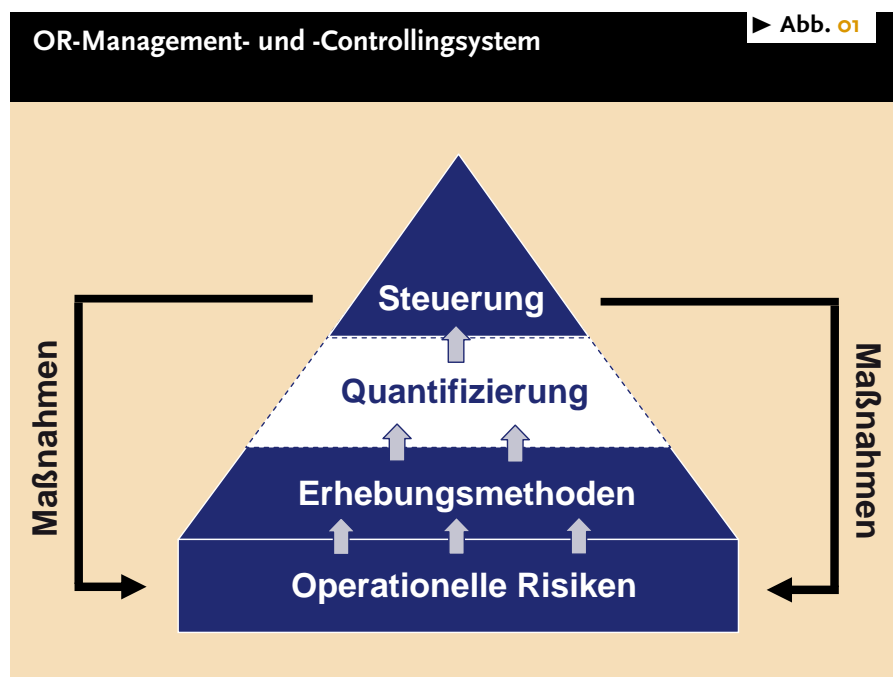 OR-Management- und -Controllingsystem
► Abb. 01
Steuerung
Quantifizierung
Erhebungsmethoden
Operationelle Risiken
Maßnahmen
Maßnahmen